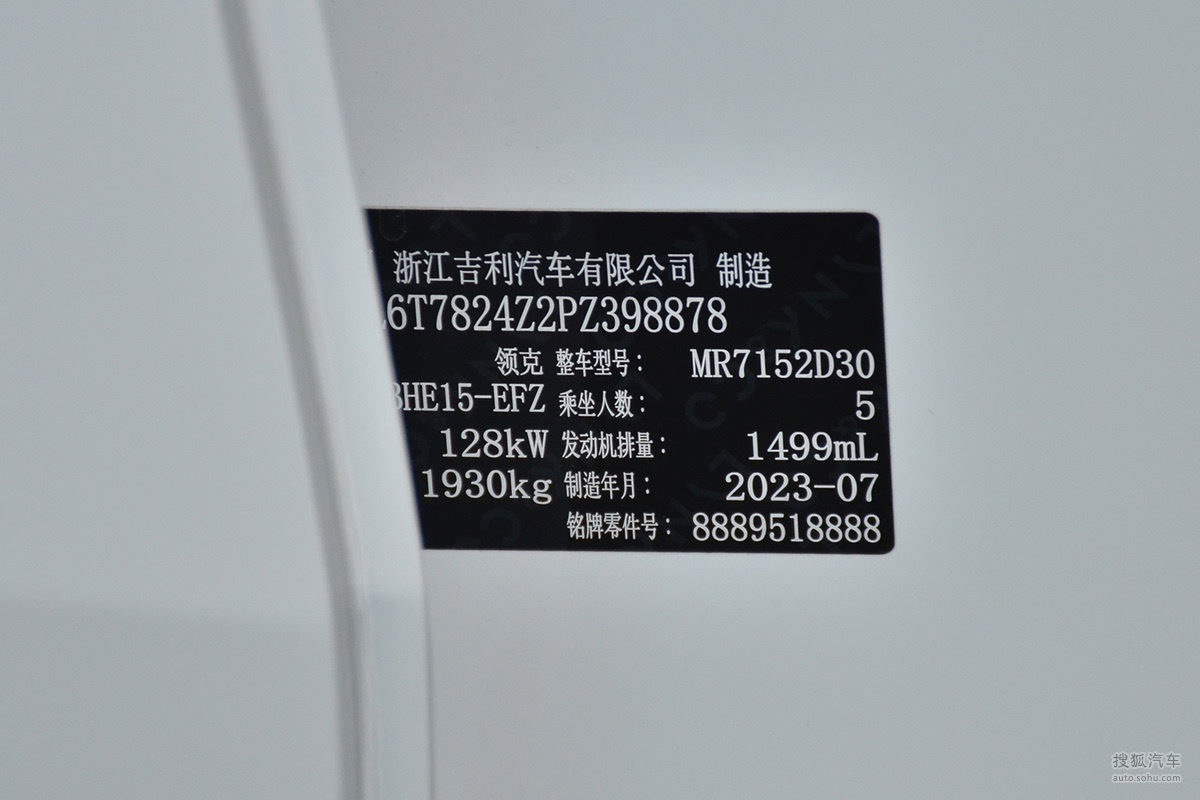 浙江吉利汽车有限公司 制造
6T7824Z2PZ398878
领克 整车型号： MR7152D30
BHE15-EFZ 乘坐人数： 5
128kW 发动机排量： 1499mL
1930kg 制造年月： 2023-07
铭牌零件号： 8889518888
搜狐汽车
auto.sohu.com